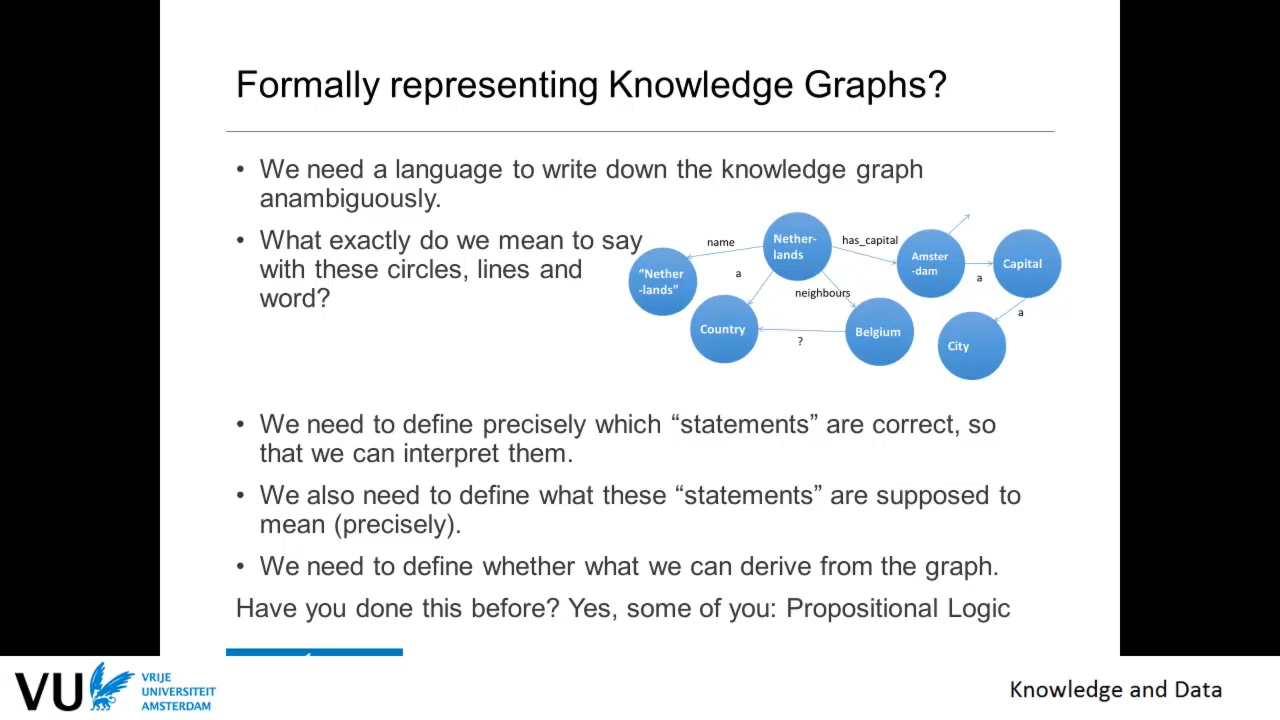 Formally representing Knowledge Graphs?
• We need a language to write down the knowledge graph
anambiguously.
• What exactly do we mean to say
with these circles, lines and
word?
name
Nether-
lands
has_capital
Amster
-dam
Capital
"Nether
-lands"
a
neighbours
a
a
Country
?
Belgium
City
• We need to define precisely which “statements” are correct, so
that we can interpret them.
• We also need to define what these “statements” are supposed to
mean (precisely).
• We need to define whether what we can derive from the graph.
Have you done this before? Yes, some of you: Propositional Logic
VU
VRIJE
UNIVERSITEIT
AMSTERDAM
Knowledge and Data